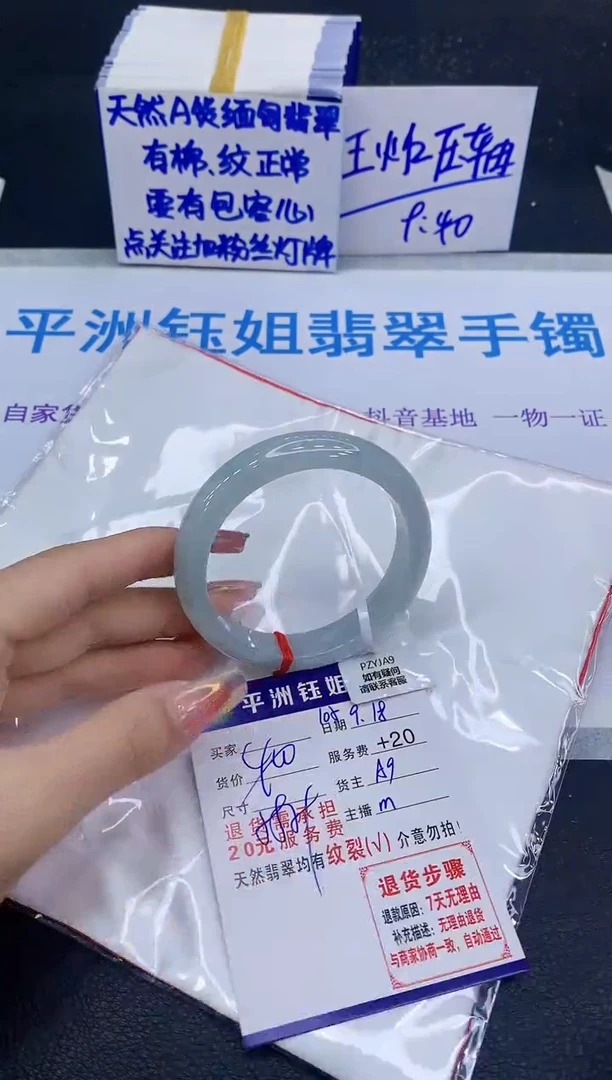 天然A货缅甸翡翠
有棉、纹正常
要有包容心
点关注加粉丝灯牌
9:40
平洲钰姐翡翠手镯
自家货
抖音基地 一物一证
PZYJA9
如有疑问
请联系客服
平洲钰姐
日期 9.18
买家
服务费 +20
货价 400
货主 A9
尺寸
主播 m
退货需承担
20元服务费
天然翡翠均有纹裂(√) 介意勿拍!
退货步骤
退款原因:7天无理由
补充描述:无理由退货
与商家协商一致,自动通过